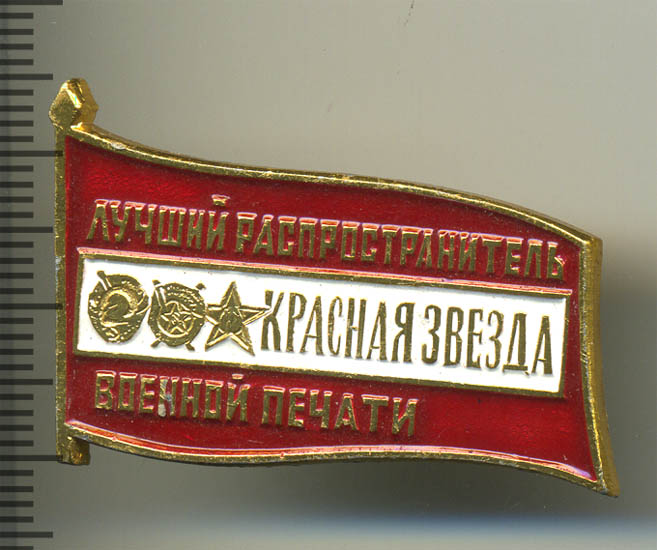 ЛУЧШИЙ РАСПРОСТРАНИТЕЛЬ
КРАСНАЯ ЗВЕЗДА
ВОЕННОЙ ПЕЧАТИ